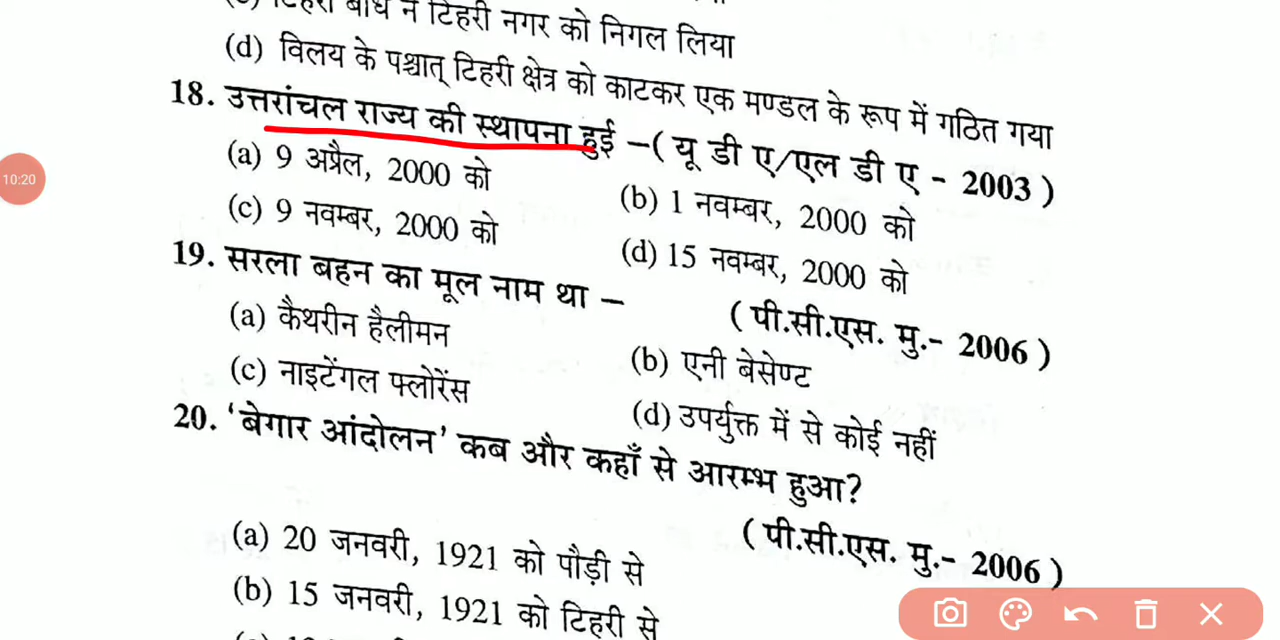 टिहरी बांध ने टिहरी नगर को निगल लिया
(d) विलय के पश्चात् टिहरी क्षेत्र को काटकर एक मण्डल के रूप में गठित गया
18. उत्तरांचल राज्य की स्थापना हुई –( यू डी ए/एल डी ए - 2003 )
(a) 9 अप्रैल, 2000 को
(b) 1 नवम्बर, 2000 को
(c) 9 नवम्बर, 2000 को
(d) 15 नवम्बर, 2000 को
19. सरला बहन का मूल नाम था –
( पी.सी.एस. मु.- 2006 )
(a) कैथरीन हैलीमन
(b) एनी बेसेण्ट
(c) नाइटेंगल फ्लोरेंस
(d) उपर्युक्त में से कोई नहीं
20. 'बेगार आंदोलन' कब और कहाँ से आरम्भ हुआ?
( पी.सी.एस. मु.- 2006 )
(a) 20 जनवरी, 1921 को पौड़ी से
(b) 15 जनवरी, 1921 को टिहरी से
10:20